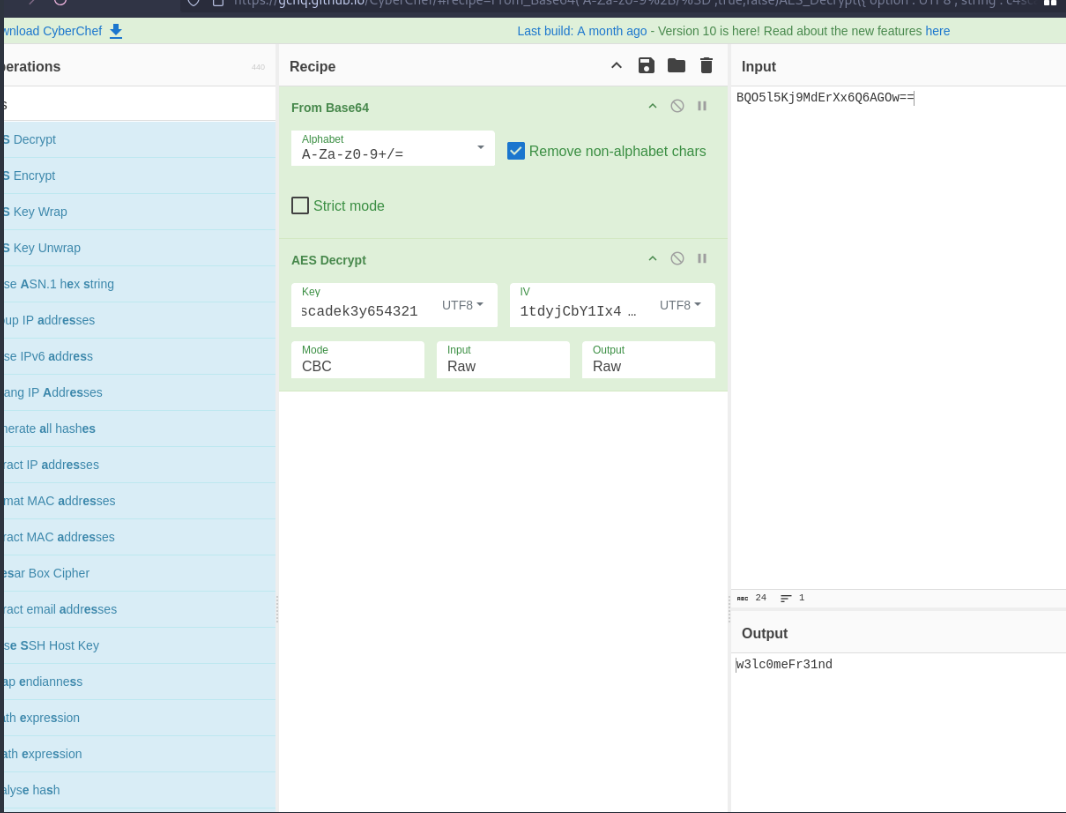 https://gchq.github.io/CyberChef/#recipe=From_Base64('A-Za-z0-9%2B/%3D',true,false)AES_Decrypt({'option':'UTF8','string':'c4sc
wnload CyberChef
Last build: A month ago - Version 10 is here! Read about the new features here
perations
440
Recipe
Input
s
S Decrypt
S Encrypt
S Key Wrap
S Key Unwrap
se ASN.1 hex string
oup IP addresses
se IPv6 address
ang IP Addresses
nerate all hashes
ract IP addresses
mat MAC addresses
ract MAC addresses
esar Box Cipher
ract email addresses
se SSH Host Key
ap endianness
ath expression
ath expression
alyse hash
From Base64
Alphabet
A-Za-z0-9+/=
Remove non-alphabet chars
Strict mode
AES Decrypt
Key
scadek3y654321
UTF8
IV
1tdyjCbY1Ix4 …
UTF8
Mode
CBC
Input
Raw
Output
Raw
BQO5l5Kj9MdErXx6Q6AGOw==
ABC 24
1
Output
w3lc0meFr31nd